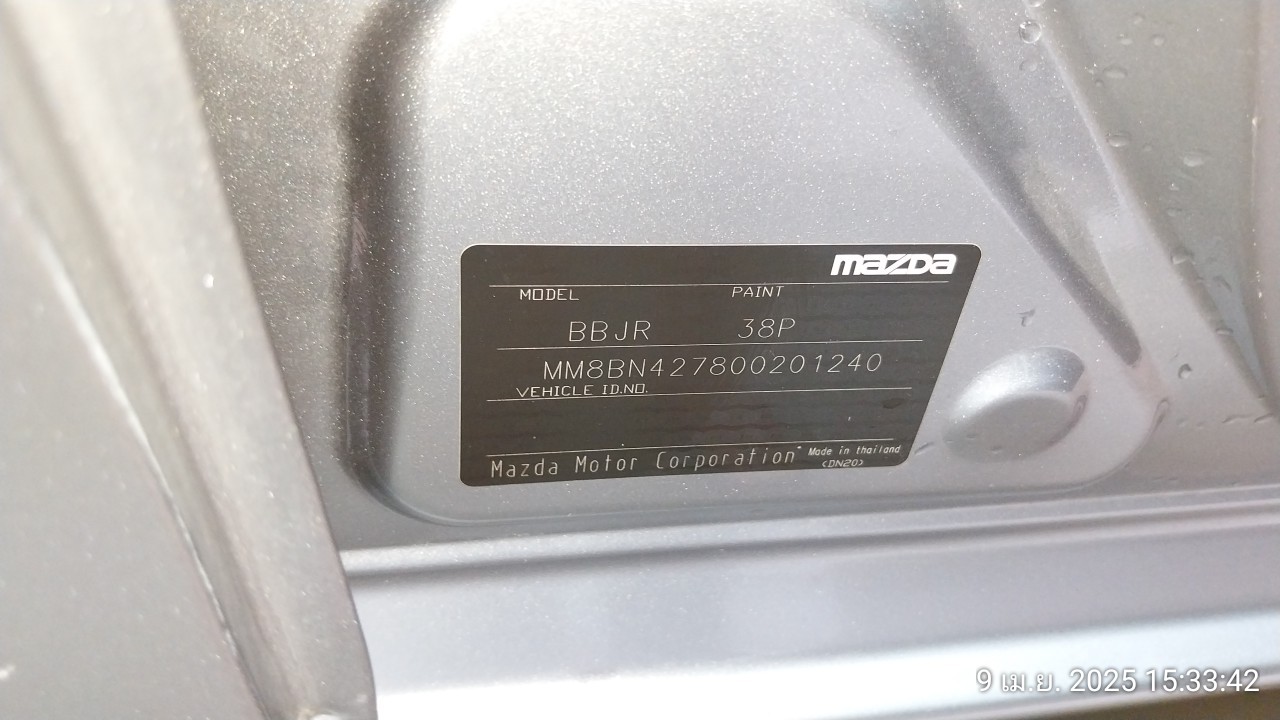 mazda
MODEL PAINT
BBJR 38P
MM8BN427800201240
VEHICLE ID.NO.
Mazda Motor Corporation Made in thailand
(DN20)
9 เม.ย. 2025 15:33:42